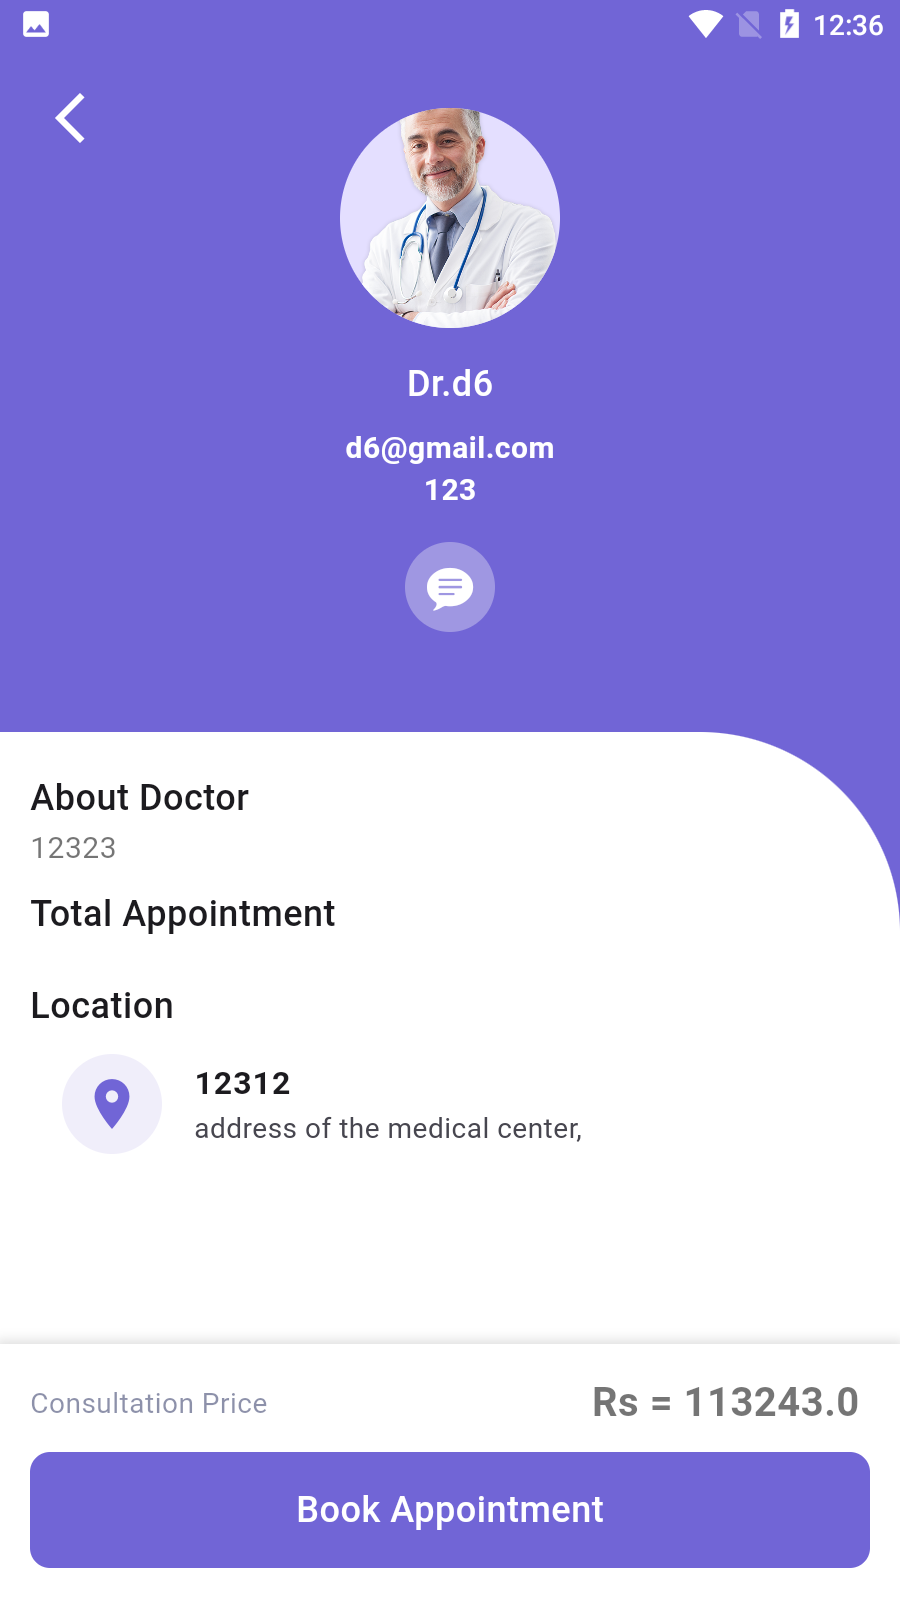 12:36
Dr.d6
d6@gmail.com
123
About Doctor
12323
Total Appointment
Location
12312
address of the medical center,
Consultation Price
Rs = 113243.0
Book Appointment